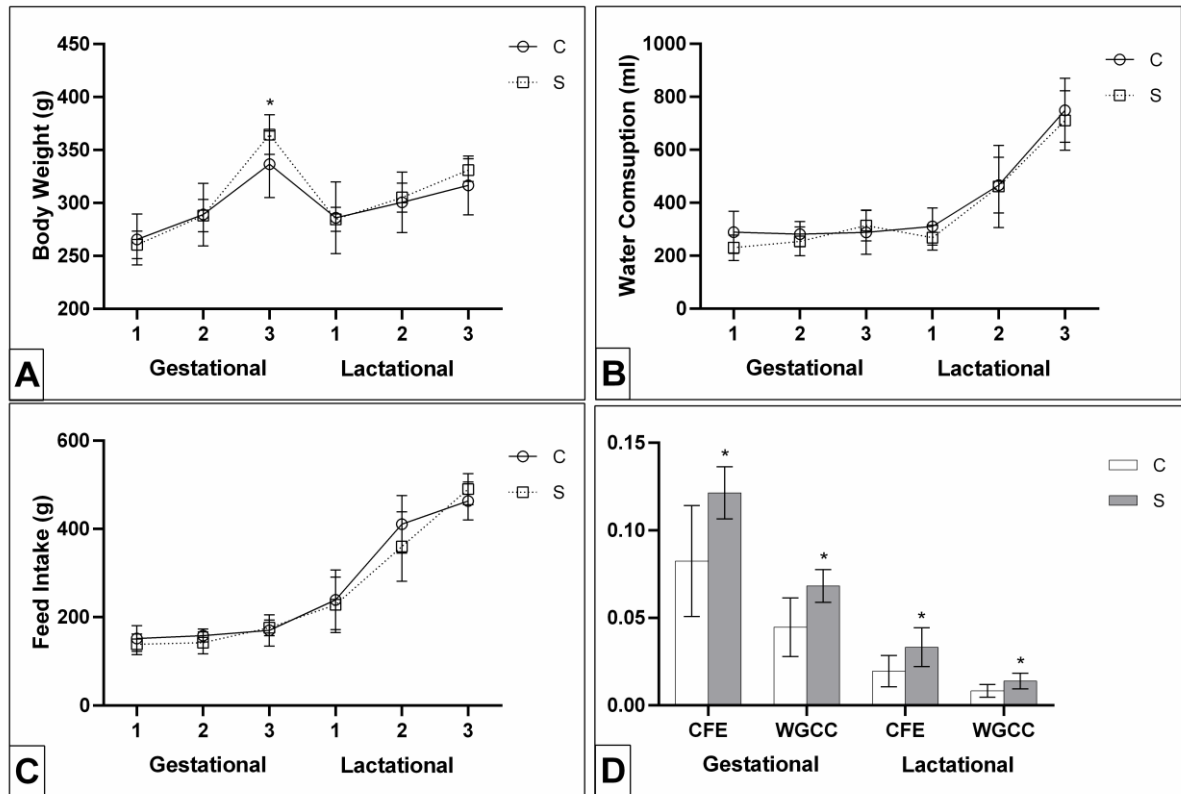 450
400
350
300
250
200
Body Weight (g)
*
C
S
1 2 3 1 2 3
Gestational Lactational
A
1000
800
600
400
200
0
Water Comsuption (ml)
C
S
1 2 3 1 2 3
Gestational Lactational
B
600
400
200
0
Feed Intake (g)
C
S
1 2 3 1 2 3
Gestational Lactational
C
0.15
0.10
0.05
0.00
* * * *
C
S
CFE WGCC CFE WGCC
Gestational Lactational
D